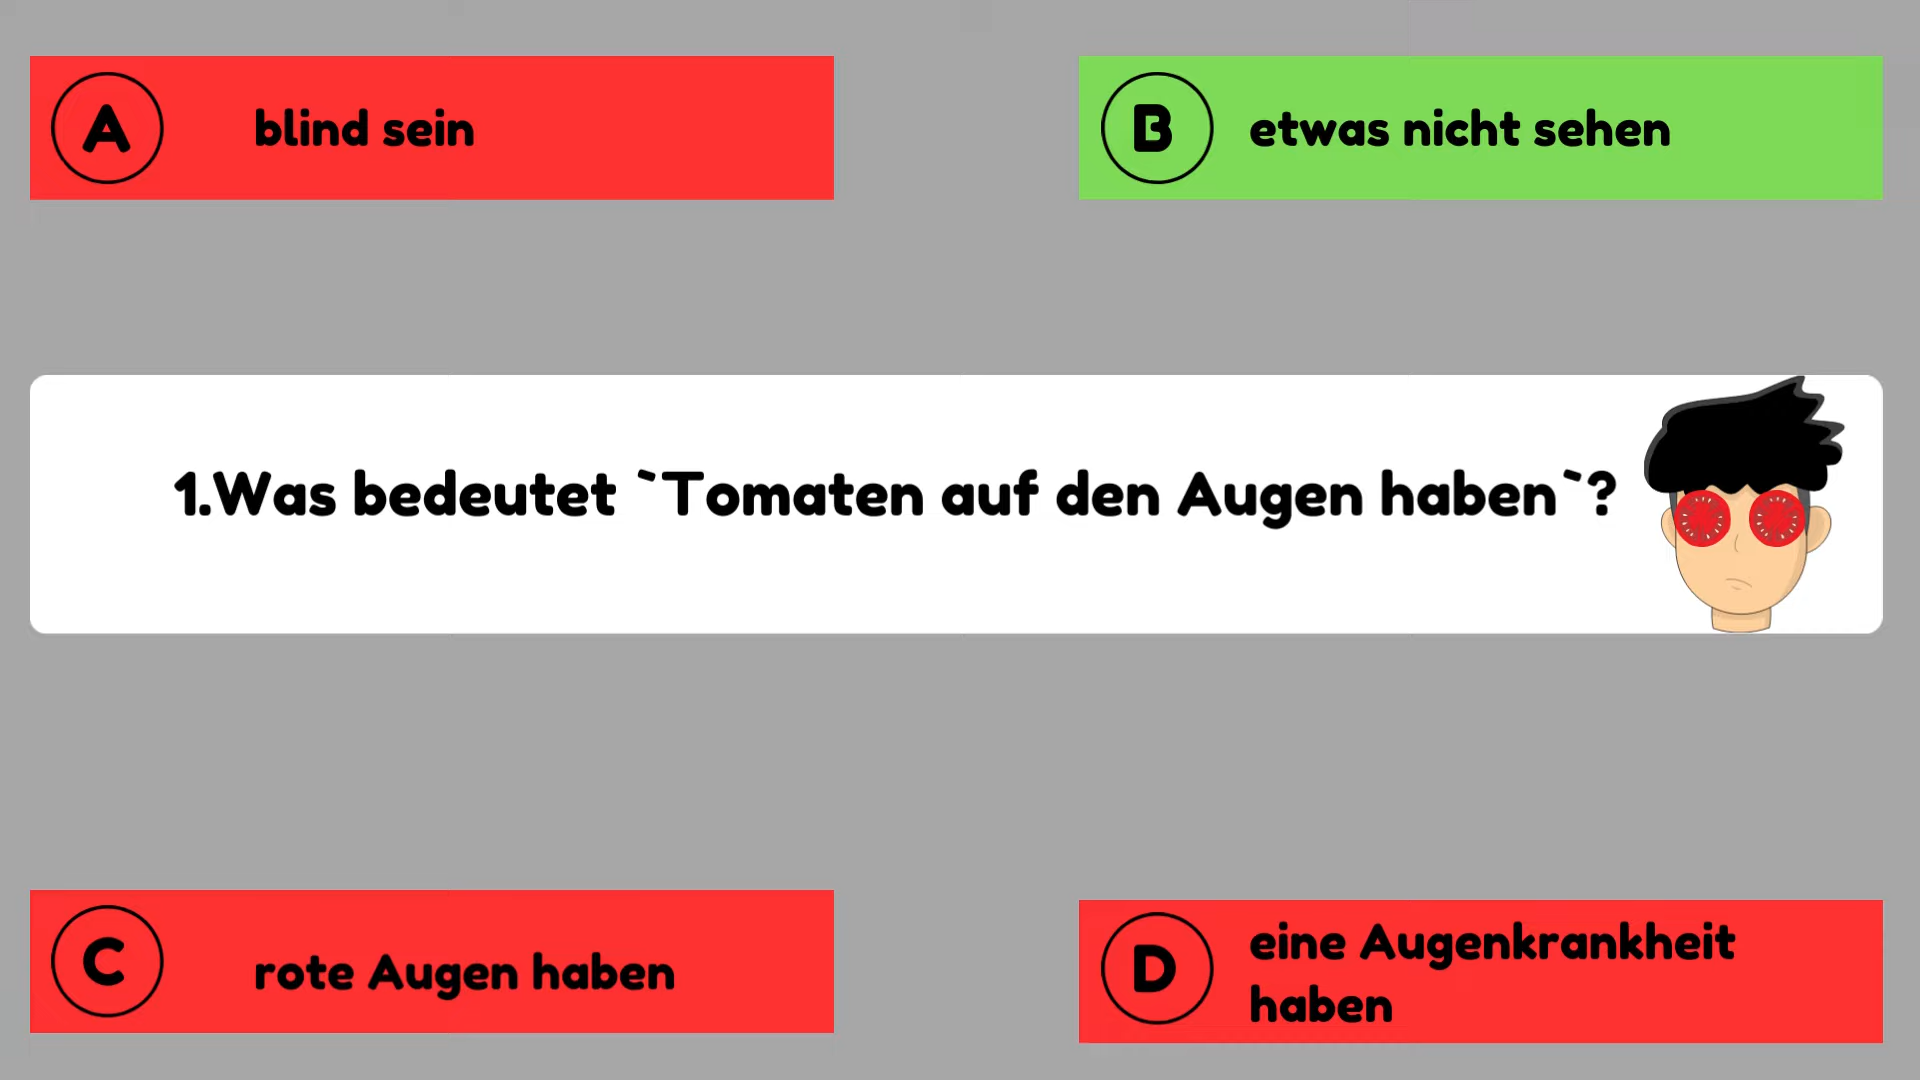 A
blind sein
B
etwas nicht sehen
1.Was bedeutet `Tomaten auf den Augen haben`?
C
rote Augen haben
D
eine Augenkrankheit
haben